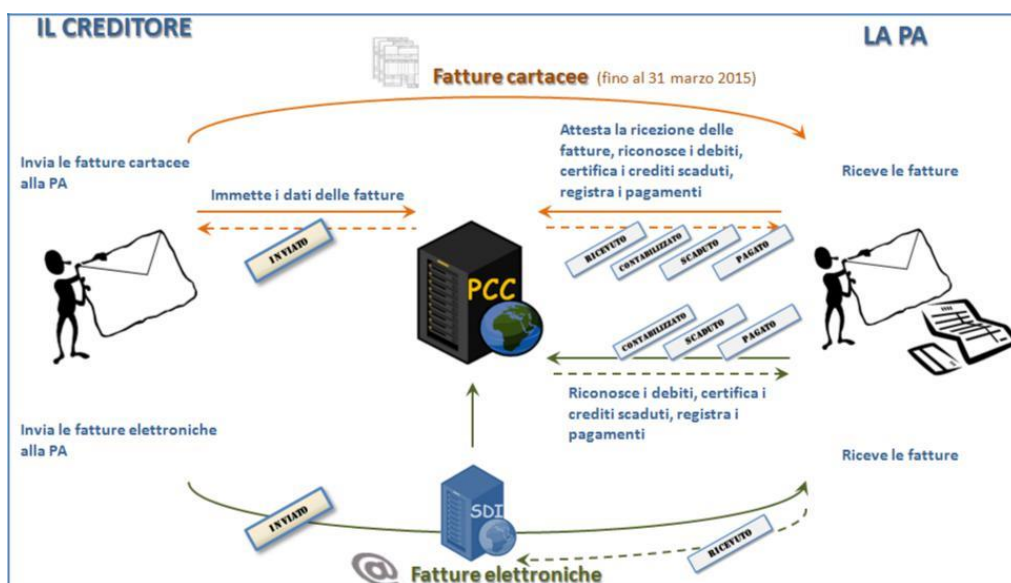 IL CREDITORE
LA PA
Fatture cartacee (fino al 31 marzo 2015)
Invia le fatture cartacee
alla PA
Immette i dati delle fatture
INVIATO
Attesta la ricezione delle
fatture, riconosce i debiti,
certifica i crediti scaduti,
registra i pagamenti
Riceve le fatture
RICEVUTO
CONTABILIZZATO
SCADUTO
PAGATO
PCC
CONTABILIZZATO
SCADUTO
PAGATO
Riconosce i debiti, certifica i
crediti scaduti, registra i
pagamenti
Invia le fatture elettroniche
alla PA
Riceve le fatture
INVIATO
SDI
RICEVUTO
@ Fatture elettroniche